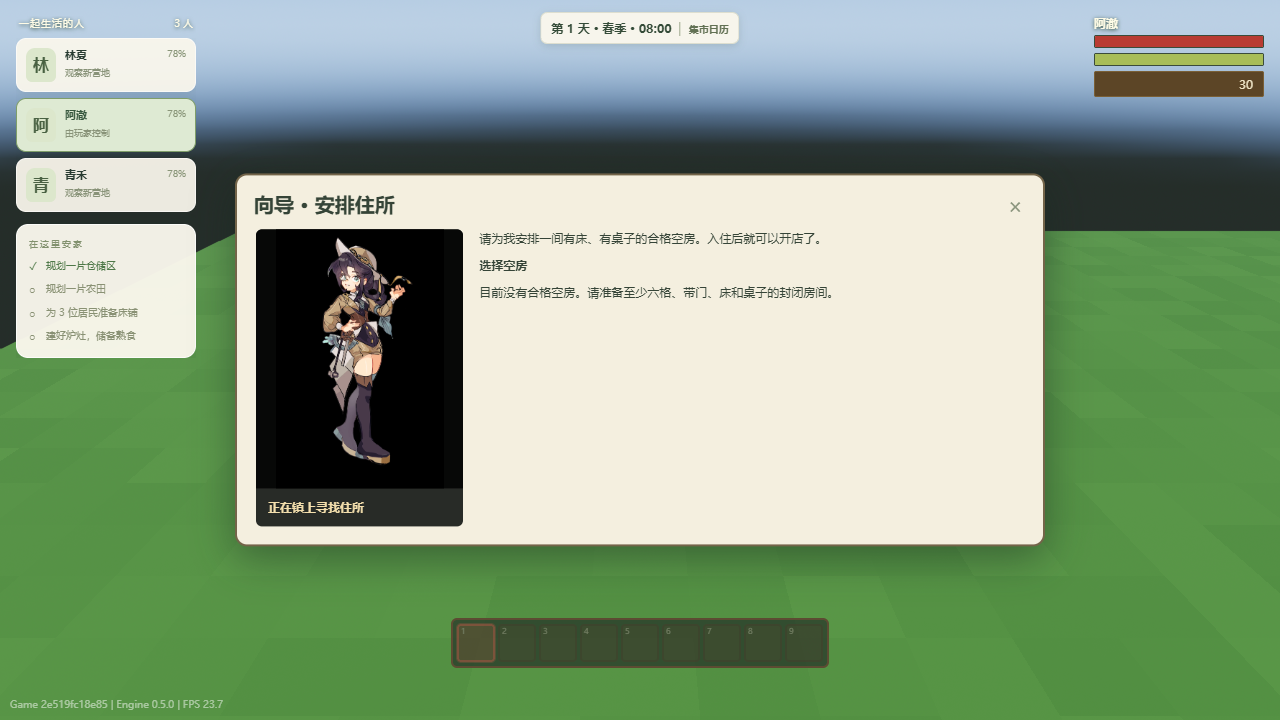 一起生活的人 3 人
林
林夏 78%
观察新营地
阿
阿澈 78%
由玩家控制
青
青禾 78%
观察新营地
在这里安家
✓ 规划一片仓储区
○ 规划一片农田
○ 为 3 位居民准备床铺
○ 建好炉灶，储备熟食
第 1 天 • 春季 • 08:00 | 集市日历
阿澈
30
向导 • 安排住所 ×
请为我安排一间有床、有桌子的合格空房。入住后就可以开店了。
选择空房
目前没有合格空房。请准备至少六格、带门、床和桌子的封闭房间。
正在镇上寻找住所
1 2 3 4 5 6 7 8 9
Game 2e519fc18e85 | Engine 0.5.0 | FPS 23.7